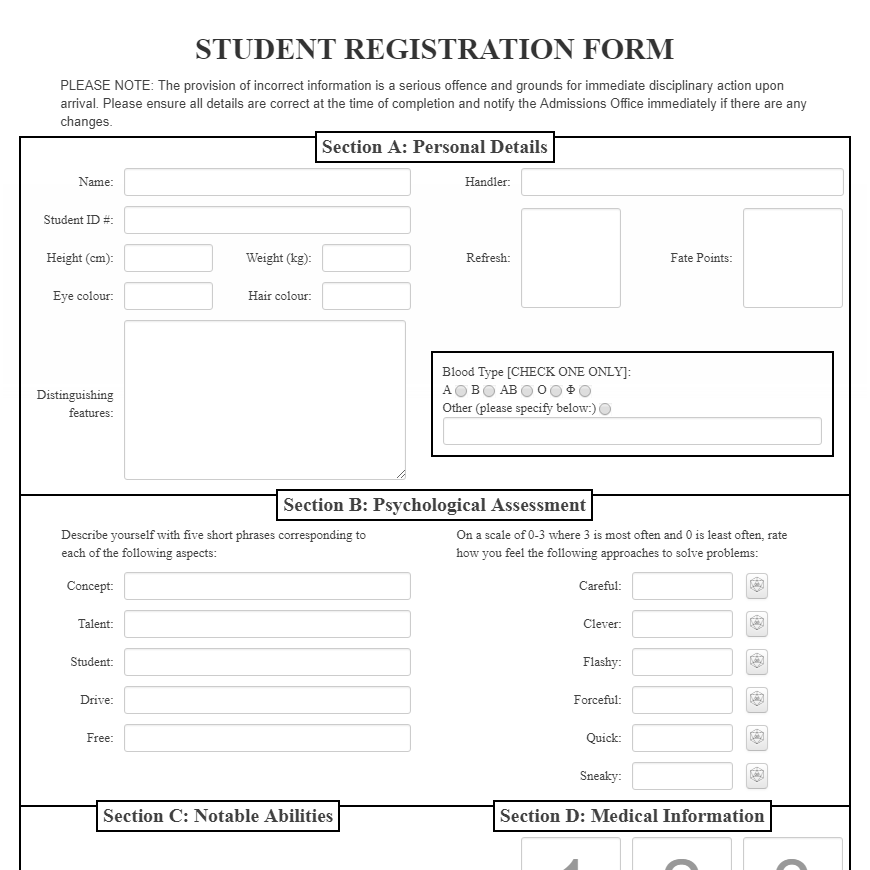 STUDENT REGISTRATION FORM
PLEASE NOTE: The provision of incorrect information is a serious offence and grounds for immediate disciplinary action upon
arrival. Please ensure all details are correct at the time of completion and notify the Admissions Office immediately if there are any
changes.
Section A: Personal Details
Name:
Handler:
Student ID #:
Height (cm):
Weight (kg):
Refresh:
Fate Points:
Eye colour:
Hair colour:
Distinguishing
features:
Blood Type [CHECK ONE ONLY]:
A B AB O Φ
Other (please specify below:)
Section B: Psychological Assessment
Describe yourself with five short phrases corresponding to
each of the following aspects:
Concept:
Talent:
Student:
Drive:
Free:
On a scale of 0-3 where 3 is most often and 0 is least often, rate
how you feel the following approaches to solve problems:
Careful:
Clever:
Flashy:
Forceful:
Quick:
Sneaky:
Section C: Notable Abilities
Section D: Medical Information